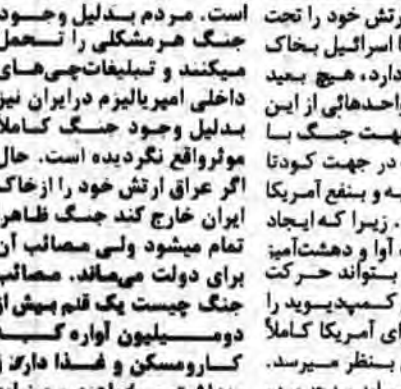 رتش خود را تحت
ا اسرائیل بخاک
دارد، هیچ بعید
واحدهائی از این
جهت جنگ با
در جهت کودتا
ه و بنفع آمریکا
. زیرا که ایجاد
آوا و دهشت‌آمیز
بتواند حرکت
کمپدیوید را
ای آمریکا کاملاً
بنظر میرسد.
است. مردم بدلیل وجود
جنگ هرمشکلی را تحمل
میکنند و تبلیغاتچی‌های
داخلی امپریالیزم درایران نیز
بدلیل وجود جنگ کاملاً
موثرواقع نگردیده است. حال
اگر عراق ارتش خود را ازخاک
ایران خارج کند جنگ ظاهر
تمام میشود ولی مصائب آن
برای دولت میماند. مصائب
جنگ چیست یک قلم بیش از
دومیلیون آواره که
کارومسکن و غذا دارند